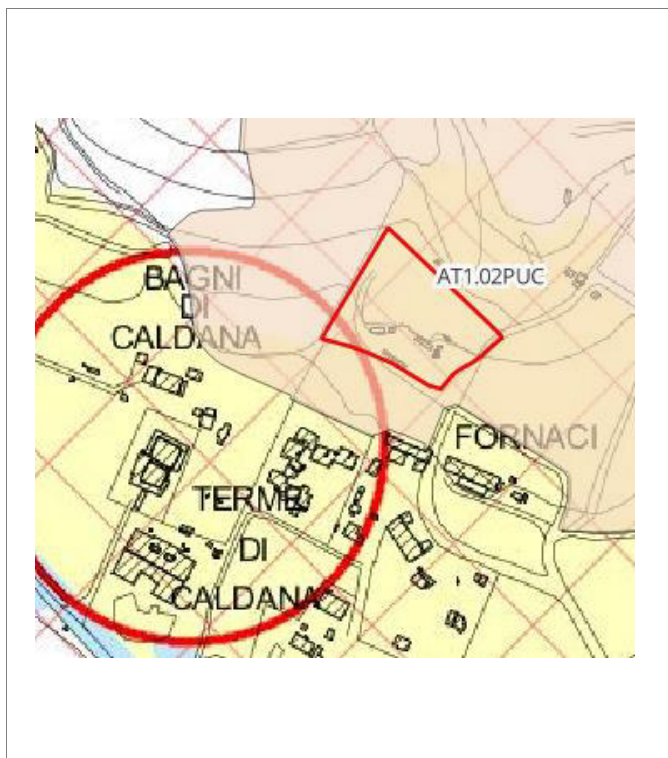 BAGNI
DI
CALDANA
AT1.02PUC
FORNACI
TERME
DI
CALDANA